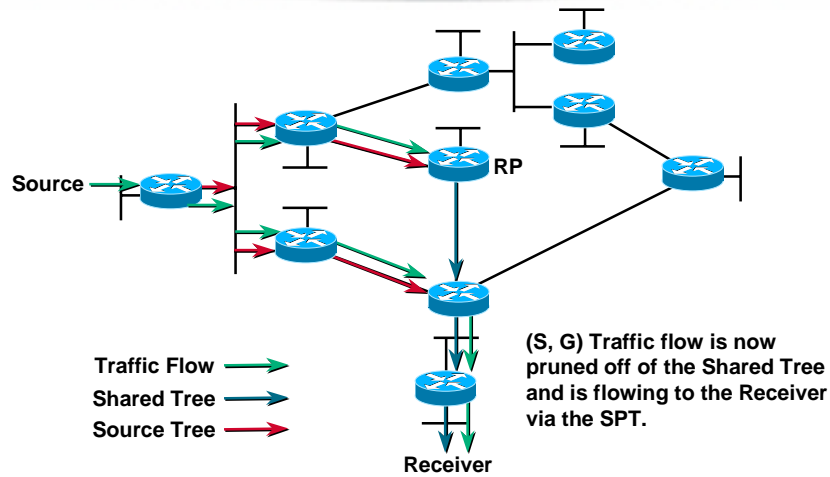 RP
Source
(S, G) Traffic flow is now
pruned off of the Shared Tree
and is flowing to the Receiver
via the SPT.
Traffic Flow
Shared Tree
Source Tree
Receiver